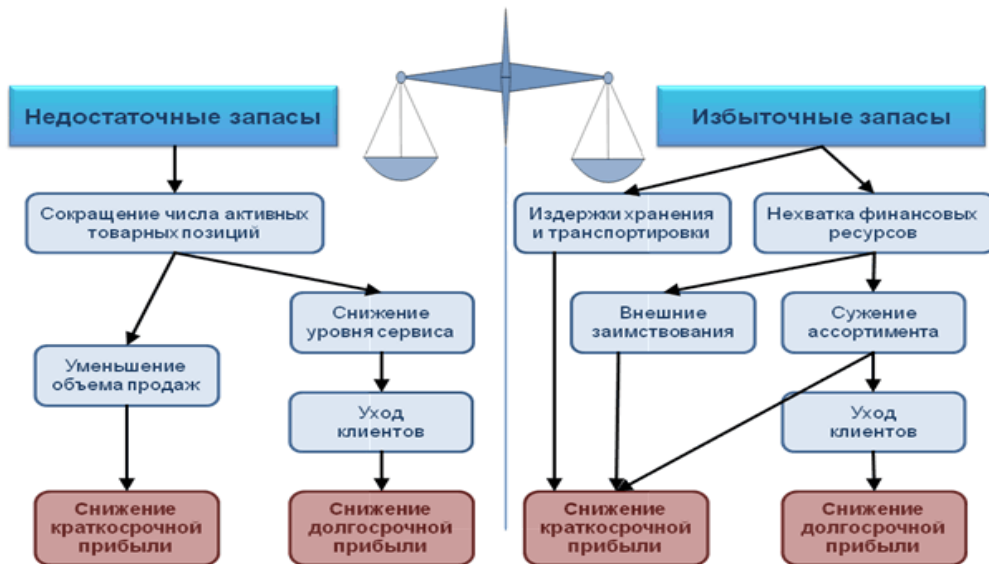 Недостаточные запасы
Сокращение числа активных
товарных позиций
Снижение
уровня сервиса
Уменьшение
объема продаж
Уход
клиентов
Снижение
краткосрочной
прибыли
Снижение
долгосрочной
прибыли
Избыточные запасы
Издержки хранения
и транспортировки
Нехватка финансовых
ресурсов
Внешние
заимствования
Сужение
ассортимента
Уход
клиентов
Снижение
краткосрочной
прибыли
Снижение
долгосрочной
прибыли